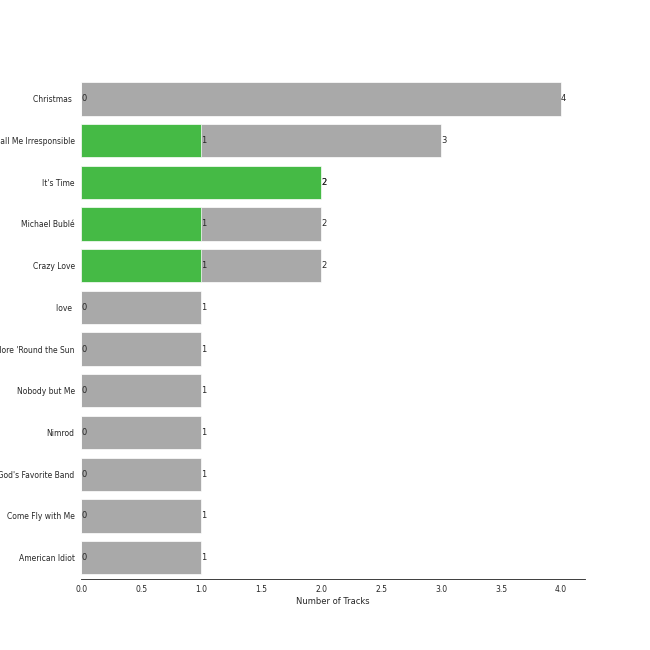 Christmas 0 4
all Me Irresponsible 1 3
It's Time 2
Michael Bublé 1 2
Crazy Love 1 2
love 0 1
lore 'Round the Sun 0 1
Nobody but Me 0 1
Nimrod 0 1
God's Favorite Band 0 1
Come Fly with Me 0 1
American Idiot 0 1
0.0 0.5 1.0 1.5 2.0 2.5 3.0 3.5 4.0
Number of Tracks